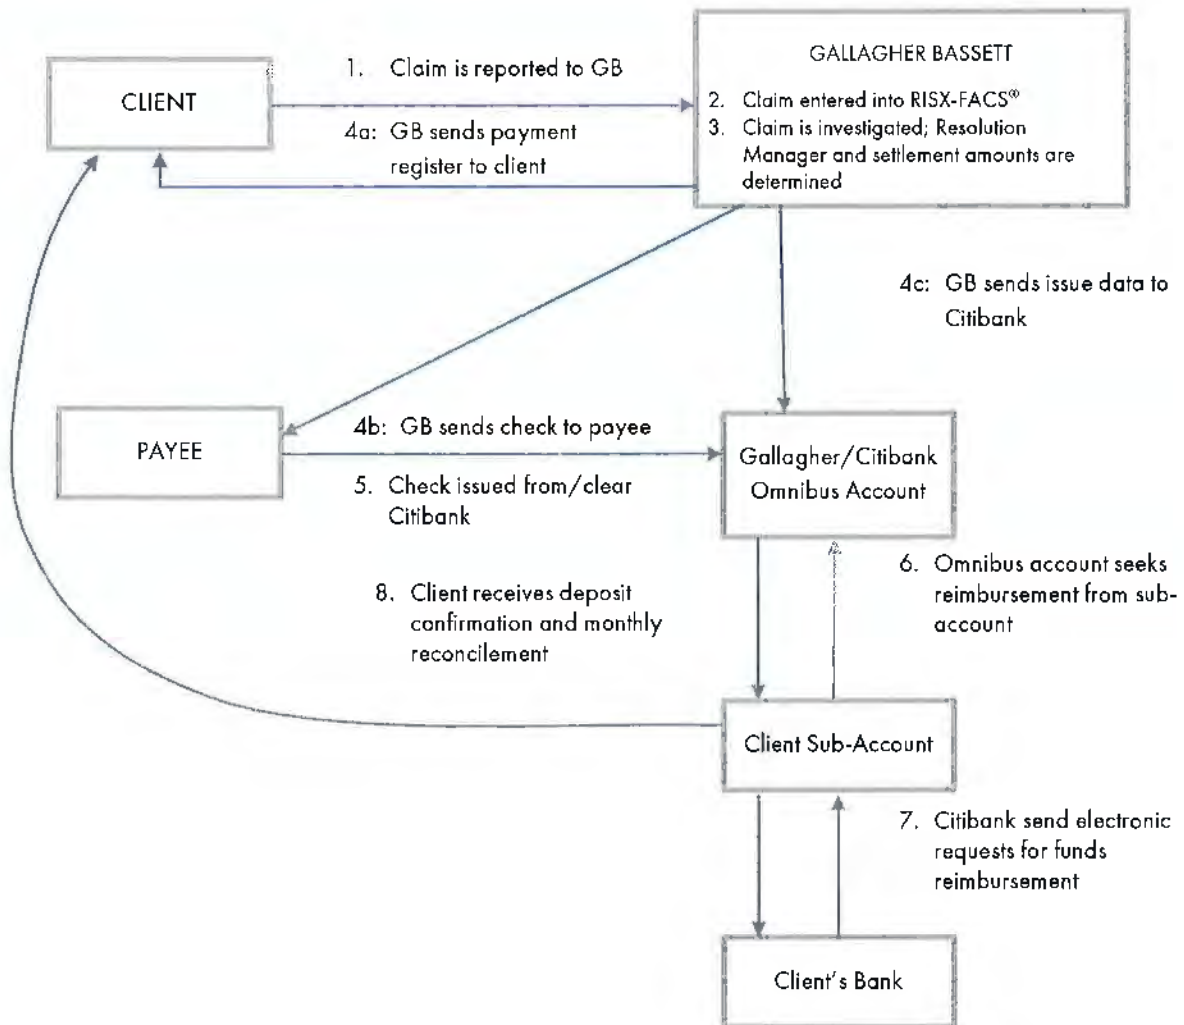 GALLAGHER BASSETT
CLIENT
1. Claim is reported to GB
2. Claim entered into RISX-FACS®
3. Claim is investigated; Resolution
Manager and settlement amounts are
determined
4a: GB sends payment
register to client
4c: GB sends issue data to
Citibank
PAYEE
4b: GB sends check to payee
5. Check issued from/clear
Citibank
Gallagher/Citibank
Omnibus Account
6. Omnibus account seeks
reimbursement from sub-
account
8. Client receives deposit
confirmation and monthly
reconcilement
Client Sub-Account
7. Citibank send electronic
requests for funds
reimbursement
Client's Bank